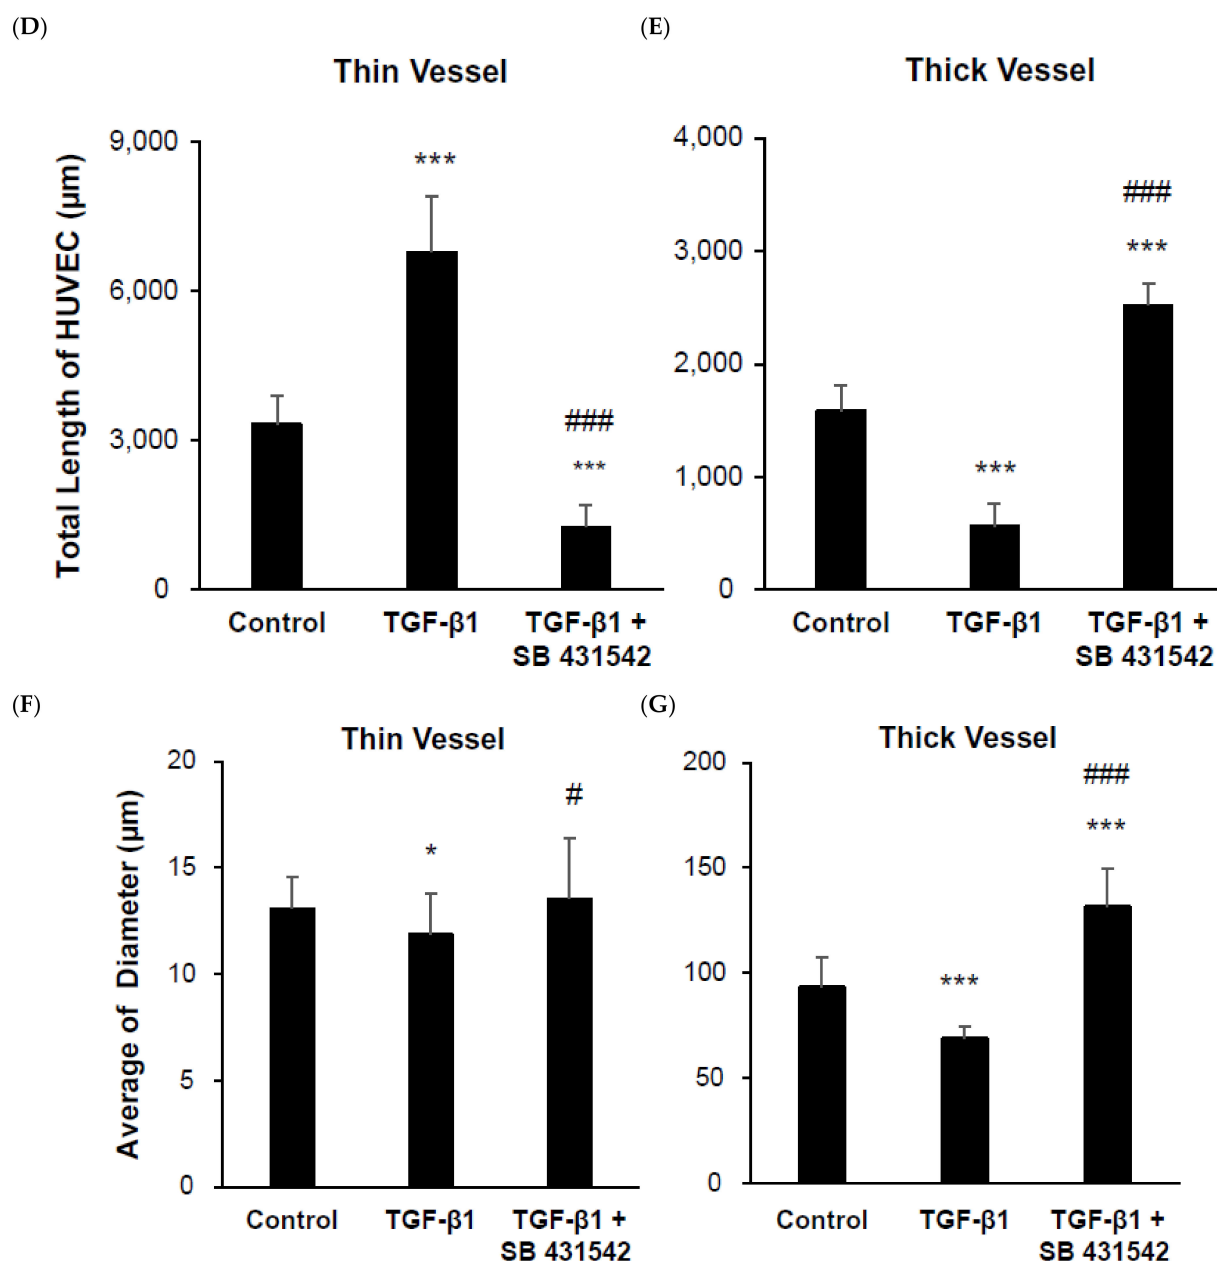 (D)
Thin Vessel
Total Length of HUVEC (µm)
9,000
6,000
3,000
0
***
###
***
Control
TGF-β1
TGF-β1 +
SB 431542
(E)
Thick Vessel
4,000
3,000
2,000
1,000
0
***
###
***
Control
TGF-β1
TGF-β1 +
SB 431542
(F)
Thin Vessel
Average of Diameter (µm)
20
15
10
5
0
*
#
Control
TGF-β1
TGF-β1 +
SB 431542
(G)
Thick Vessel
200
150
100
50
0
***
###
***
Control
TGF-β1
TGF-β1 +
SB 431542